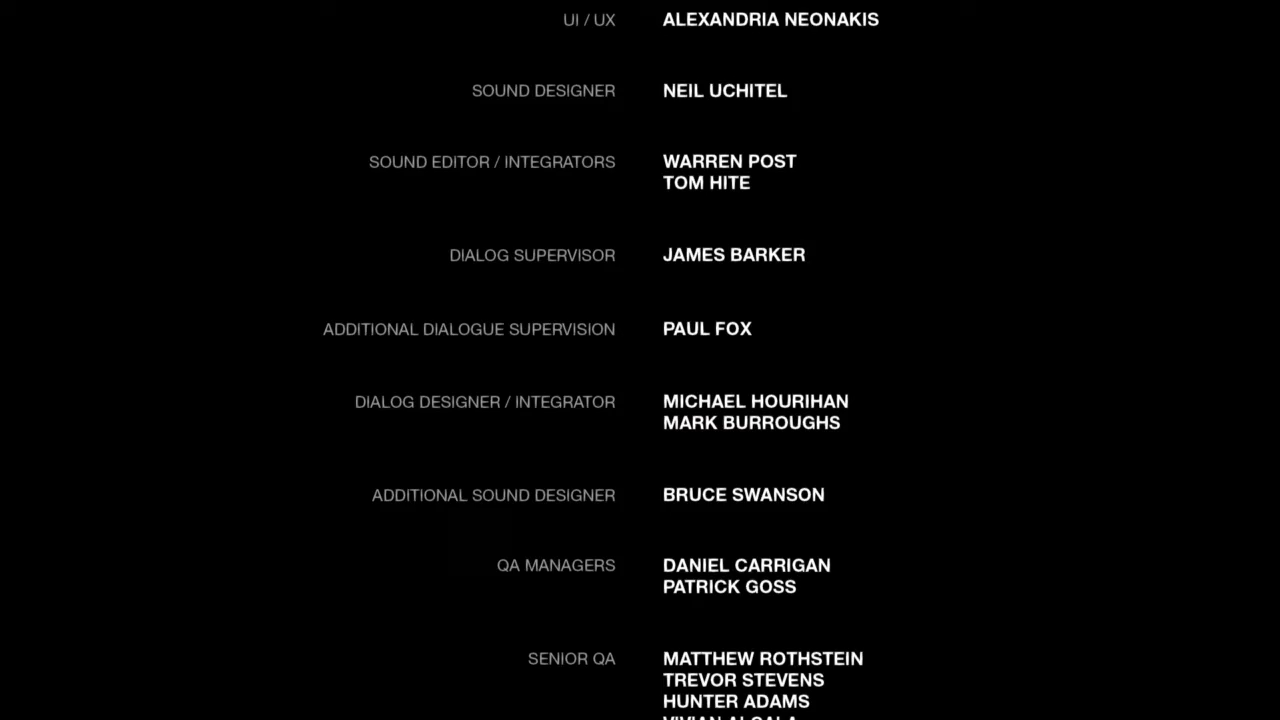 UI / UX ALEXANDRIA NEONAKIS
SOUND DESIGNER NEIL UCHITEL
SOUND EDITOR / INTEGRATORS WARREN POST
TOM HITE
DIALOG SUPERVISOR JAMES BARKER
ADDITIONAL DIALOGUE SUPERVISION PAUL FOX
DIALOG DESIGNER / INTEGRATOR MICHAEL HOURIHAN
MARK BURROUGHS
ADDITIONAL SOUND DESIGNER BRUCE SWANSON
QA MANAGERS DANIEL CARRIGAN
PATRICK GOSS
SENIOR QA MATTHEW ROTHSTEIN
TREVOR STEVENS
HUNTER ADAMS